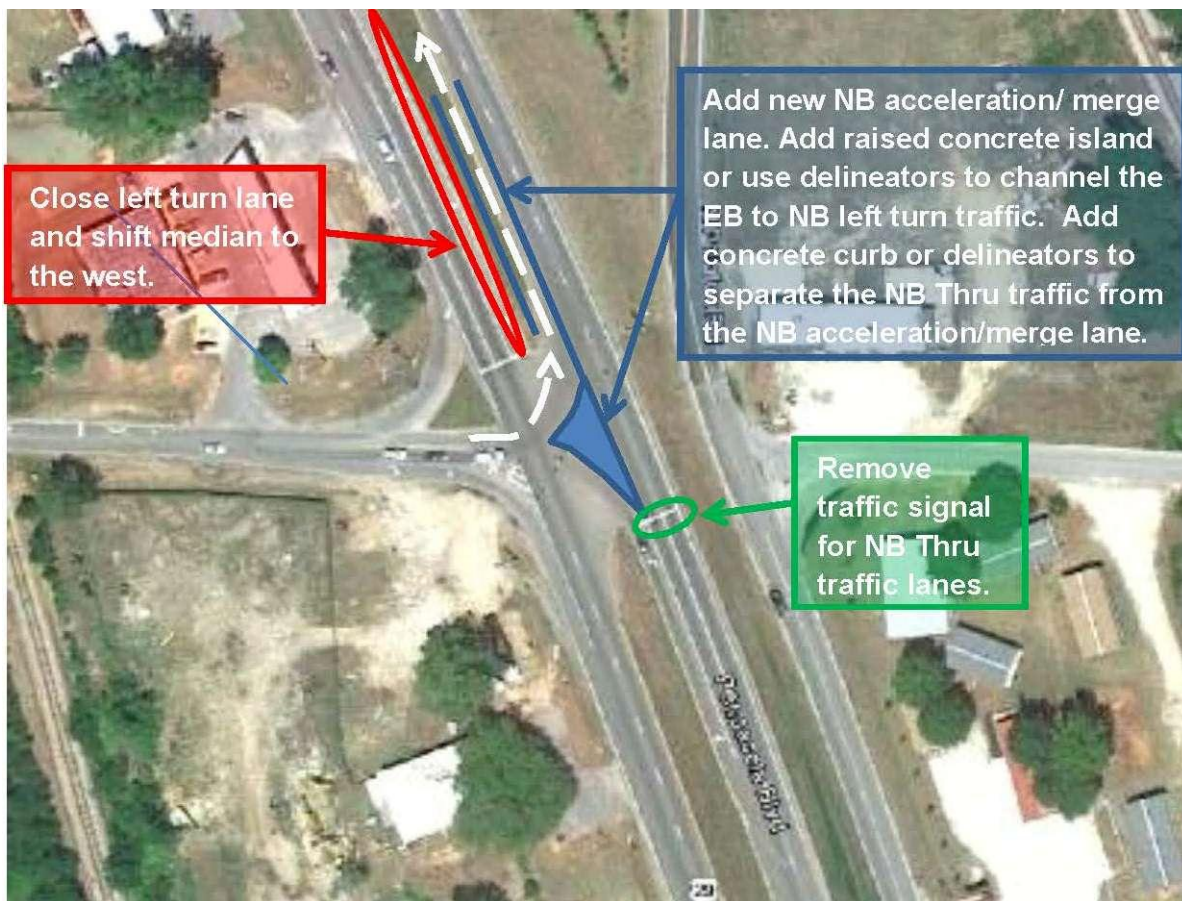 Add new NB acceleration/ merge
lane. Add raised concrete island
or use delineators to channel the
EB to NB left turn traffic. Add
concrete curb or delineators to
separate the NB Thru traffic from
the NB acceleration/merge lane.
Close left turn lane
and shift median to
the west.
Remove
traffic signal
for NB Thru
traffic lanes.
Pensacola Blvd
29